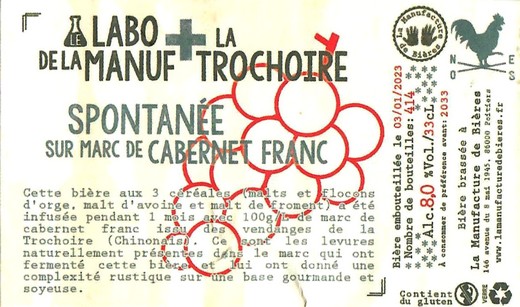 LE LABO
DE LA MANUF
+
LA
TROCHOIRE
SPONTANÉE
SUR MARC DE CABERNET FRANC
Cette bière aux 3 céréales (malts et flocons
d'orge, malt d'avoine et malt de froment) a été
infusée pendant 1 mois avec 100g/L de marc de
cabernet franc issu des vendanges de la
Trochoire (Chinonais). Ce sont les levures
naturellement présentes dans le marc qui ont
fermenté cette bière et qui ont donné une
complexité rustique sur une base gourmande et
soyeuse.
La Manufacture
de Bières
N O E S
Bière embouteillée le 03/01/2023
*Nombre de bouteilles: 414
**** Alc. 8,0 %Vol./33cL ****
A consommer de préférence avant: 2033
Bière brassée à
La Manufacture de Bières
146 avenue du 8 mai 1945, 86000 Poitiers
www.lamanufacturedebieres.fr
Contient